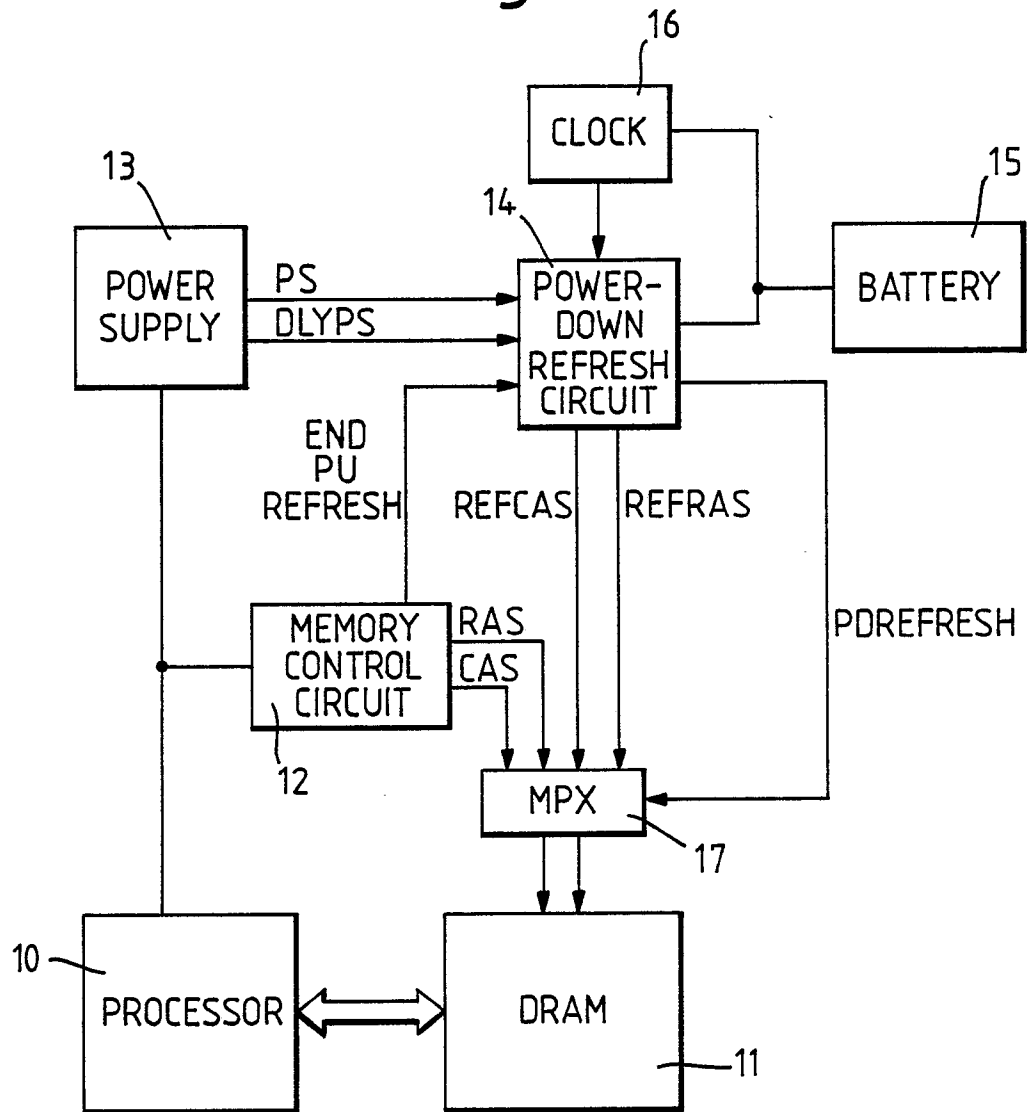 16
CLOCK
13
14
15
POWER
SUPPLY
PS
DLYPS
POWER-
DOWN
REFRESH
CIRCUIT
BATTERY
END
PU
REFRESH
REFCAS
REFRAS
PDREFRESH
MEMORY
CONTROL
CIRCUIT
RAS
CAS
12
MPX
17
10
PROCESSOR
DRAM
11